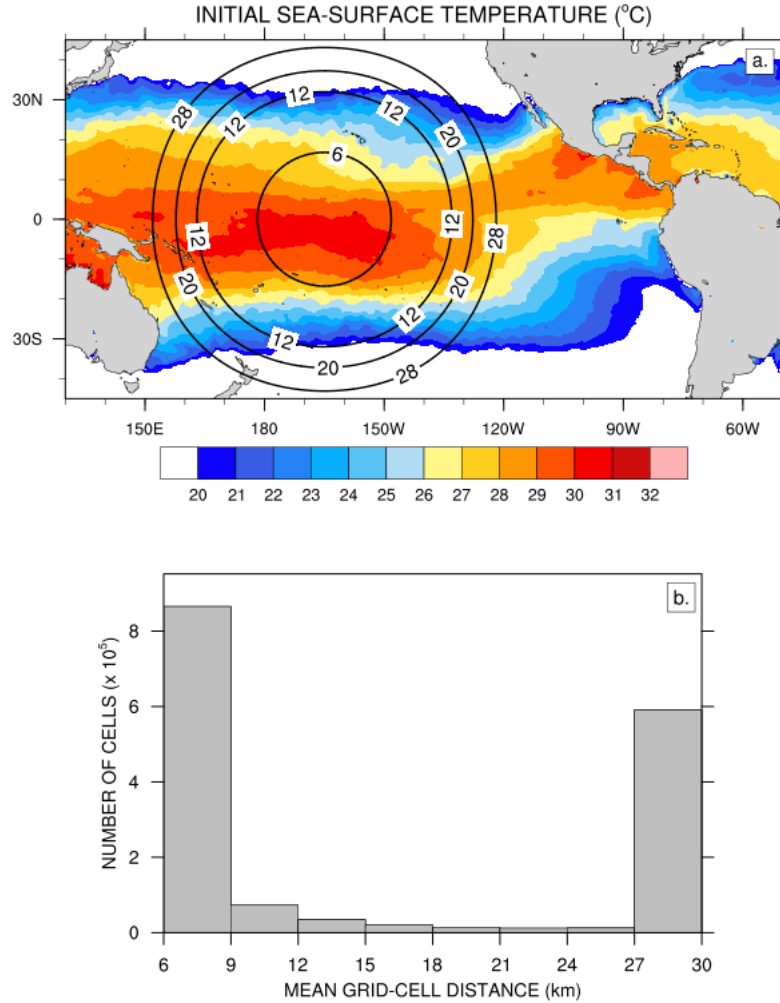 INITIAL SEA-SURFACE TEMPERATURE (°C)
a.
30N
0
30S
28
12
20
12
12
6
12
12
28
20
20
12
12
20
28
28
150E 180 150W 120W 90W 60W
20 21 22 23 24 25 26 27 28 29 30 31 32
b.
NUMBER OF CELLS (x 10⁵)
8
6
4
2
0
6 9 12 15 18 21 24 27 30
MEAN GRID-CELL DISTANCE (km)